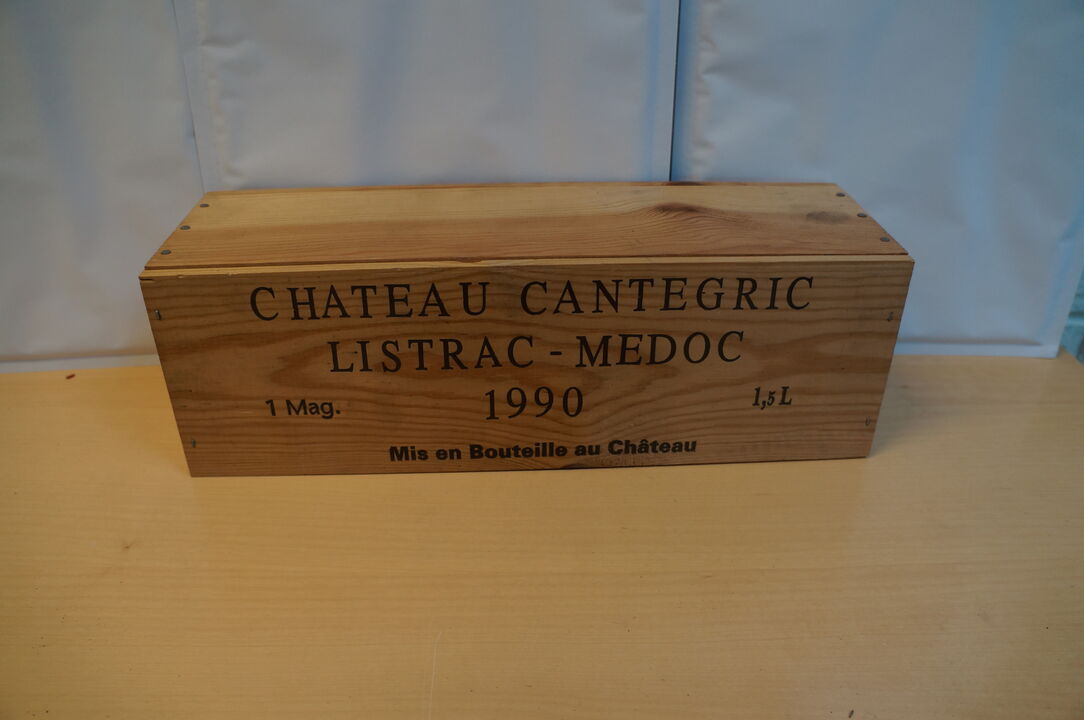 CHATEAU CANTEGRIC
LISTRAC - MEDOC
1 Mag. 1990 1,5 L
Mis en Bouteille au Château